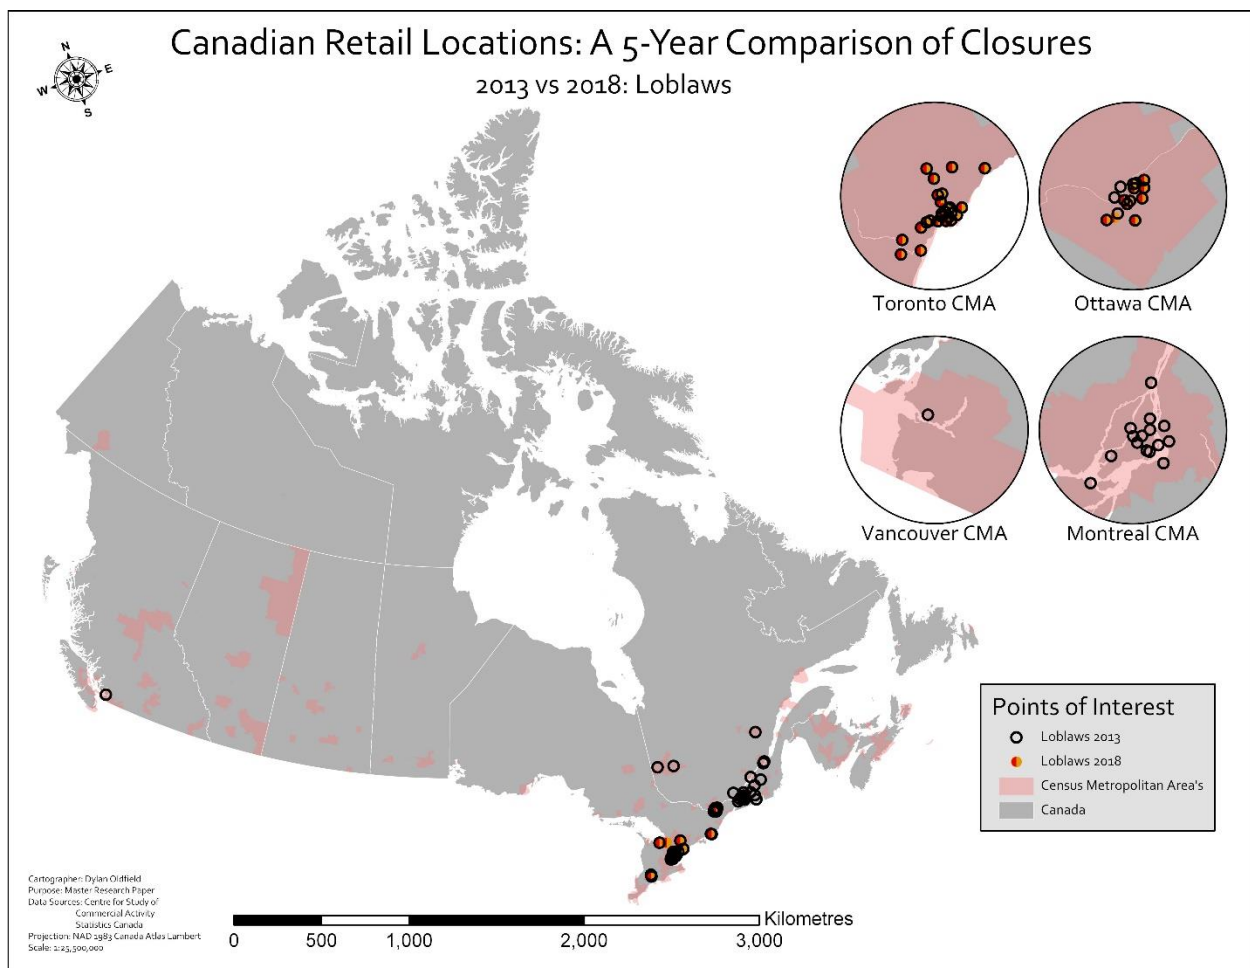 Canadian Retail Locations: A 5-Year Comparison of Closures
2013 vs 2018: Loblaws
N
E
W
S
Toronto CMA
Ottawa CMA
Vancouver CMA
Montreal CMA
Points of Interest
Loblaws 2013
Loblaws 2018
Census Metropolitan Area's
Canada
Cartographer: Dylan Oldfield
Purpose: Master Research Paper
Data Sources: Centre for Study of
Commercial Activity
Statistics Canada
Projection: NAD 1983 Canada Atlas Lambert
Scale: 1:25,500,000
Kilometres
0 500 1,000 2,000 3,000